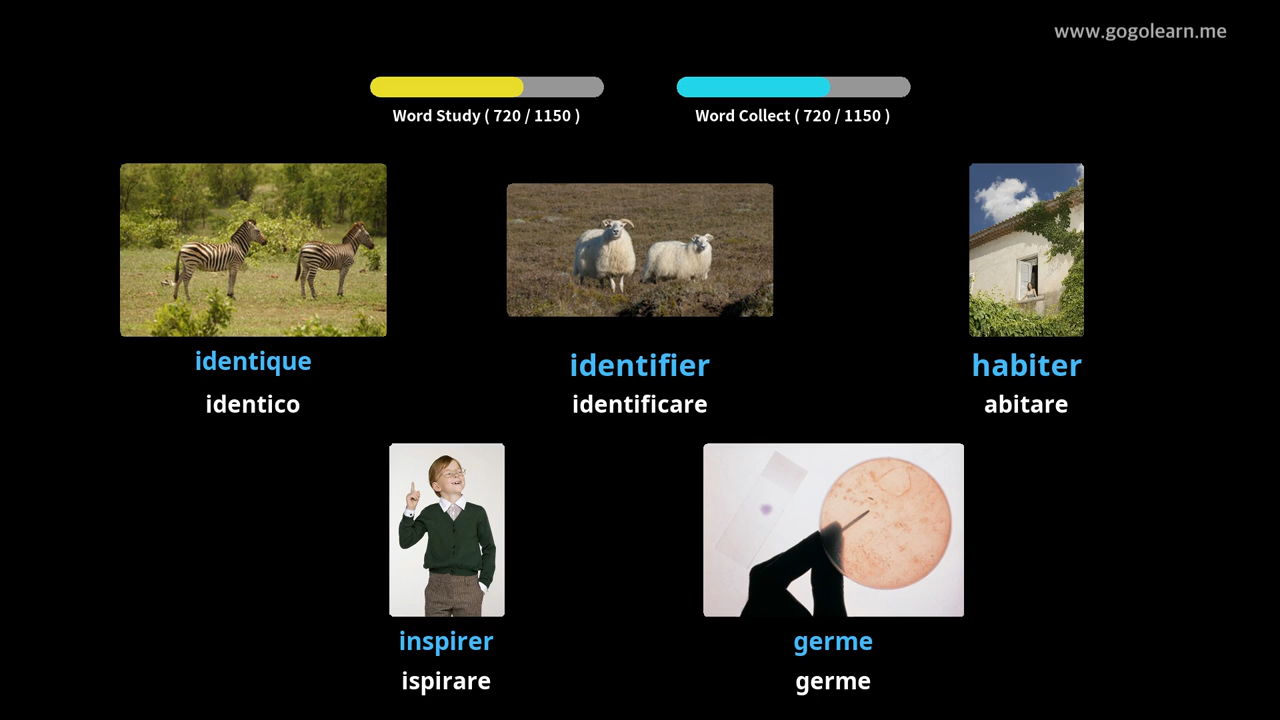 www.gogolearn.me
Word Study ( 720 / 1150 )
Word Collect ( 720 / 1150 )
identique
identico
identifier
identificare
habiter
abitare
inspirer
ispirare
germe
germe